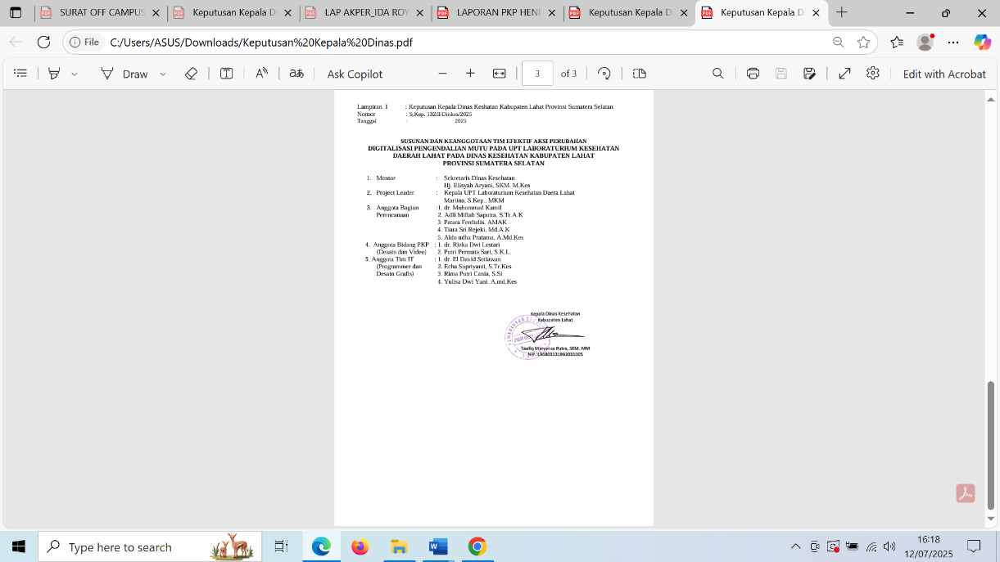 SURAT OFF CAMPUS
Keputusan Kepala D
LAP AKPER_IDA ROY
LAPORAN PKP HENI
Keputusan Kepala D
Keputusan Kepala D
File
C:/Users/ASUS/Downloads/Keputusan%20Kepala%20Dinas.pdf
Draw
aあ
Ask Copilot
3
of 3
Edit with Acrobat
Lampiran I : Keputusan Kepala Dinas Keshatan Kabupaten Lahat Provinsi Sumatera Selatan
Nomor : S.Kep. 132/3/Dinkes/2025
Tanggal : 2025
SUSUNAN DAN KEANGGOTAAN TIM EFEKTIF AKSI PERUBAHAN
DIGITALISASI PENGENDALIAN MUTU PADA UPT LABORATURIUM KESEHATAN
DAERAH LAHAT PADA DINAS KESEHATAN KABUPATEN LAHAT
PROVINSI SUMATERA SELATAN
1. Mentor : Sekretaris Dinas Kesehatan
Hj. Elisyah Aryani, SKM. M.Kes
2. Project Leader : Kepala UPT Laboraturium Kesehatan Daera Lahat
Martina, S.Kep., MKM
3. Anggota Bagian :1. dr. Muhammad Kamil
Perencanaan 2. Adli Miftah Saputra, S.Tr.A.K
3. Patara Ferdialis. AMAK
4. Tiara Sri Rejeki, Md.A.K
5. Aldo udha Pratama, A.Md.Kes
4. Anggota Bidang PKP : 1. dr. Rizka Dwi Lestari
(Desain dan Video) 2. Putri Permata Sari, S.K.L.
5. Anggota Tim IT : 1. dr. El David Setiawan
(Programmer dan 2. Echa Supriyanti, S.Tr.Kes
Desain Grafis) 3. Rima Putri Cania, S.Si
4. Yulisa Dwi Yani. A.md.Kes
Kepala Dinas Kesehatan
Kabupaten Lahat
Taufiq Maryansa Putra, SKM. MM
NIP. 196803131992031005
Type here to search
16:18
12/07/2025